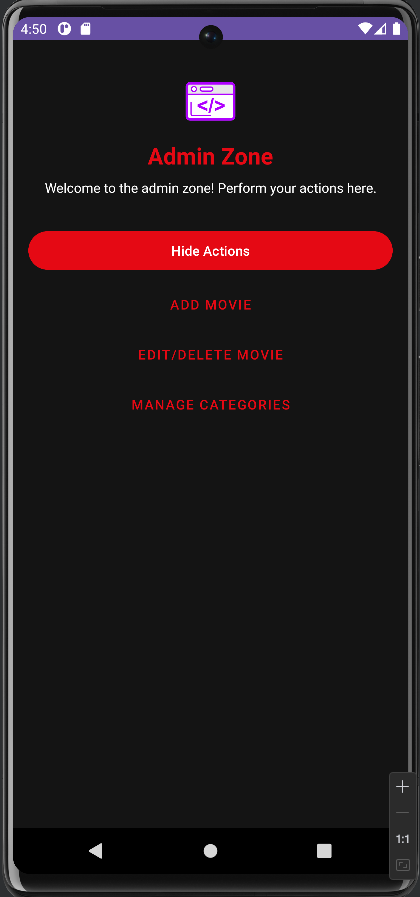 4:50
</>
Admin Zone
Welcome to the admin zone! Perform your actions here.
Hide Actions
ADD MOVIE
EDIT/DELETE MOVIE
MANAGE CATEGORIES
1:1